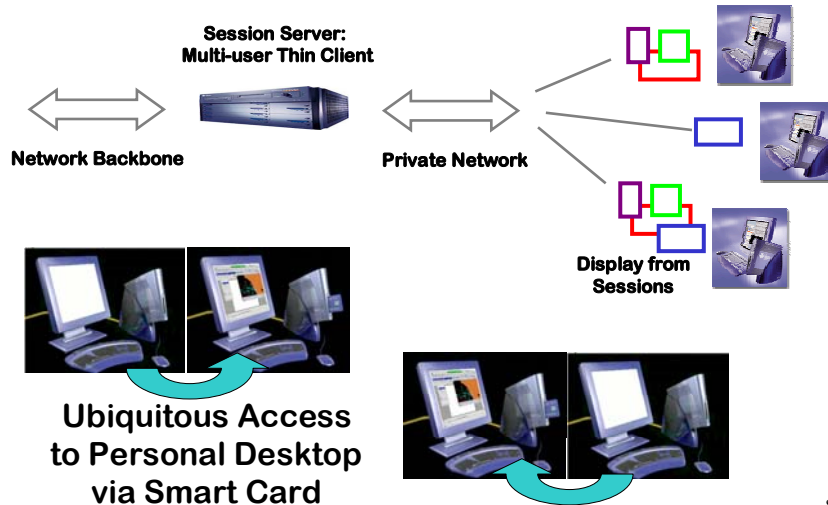 Session Server:
Multi-user Thin Client
Network Backbone
Private Network
Display from
Sessions
Ubiquitous Access
to Personal Desktop
via Smart Card